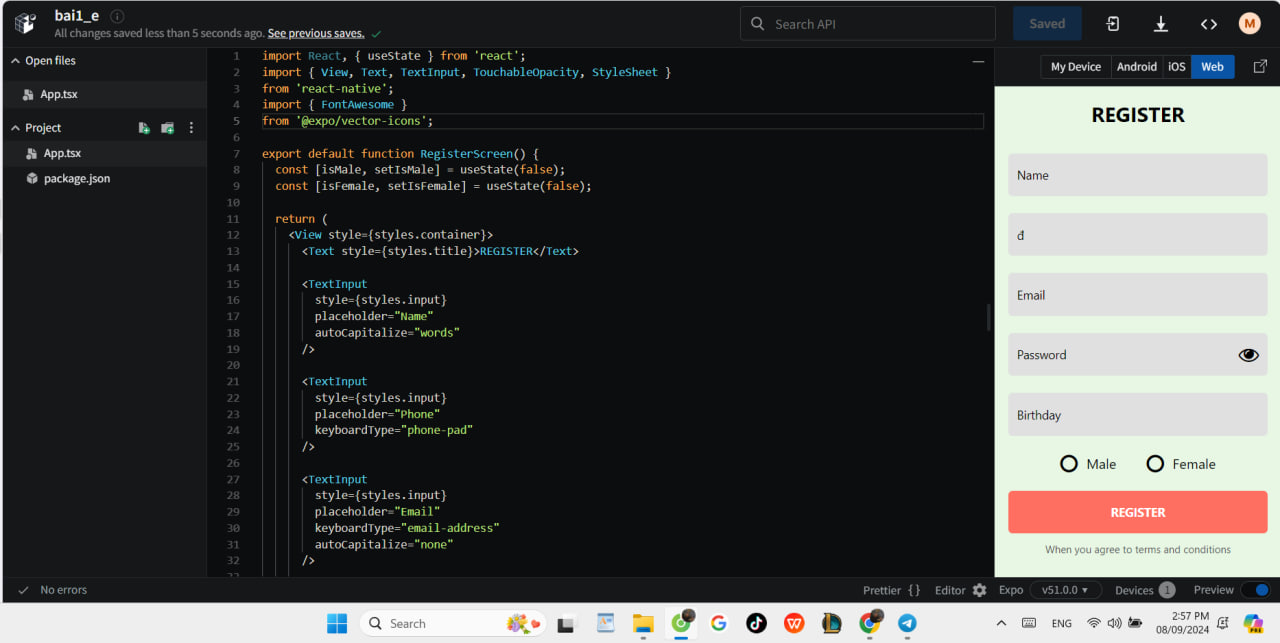 bai1_e
All changes saved less than 5 seconds ago. See previous saves.
Search API
Saved
M
Open files
App.tsx
Project
App.tsx
package.json
1 import React, { useState } from 'react';
2 import { View, Text, TextInput, TouchableOpacity, StyleSheet }
3 from 'react-native';
4 import { FontAwesome }
5 from '@expo/vector-icons';
6
7 export default function RegisterScreen() {
8 const [isMale, setIsMale] = useState(false);
9 const [isFemale, setIsFemale] = useState(false);
10
11 return (
12 <View style={styles.container}>
13 <Text style={styles.title}>REGISTER</Text>
14
15 <TextInput
16 style={styles.input}
17 placeholder="Name"
18 autoCapitalize="words"
19 />
20
21 <TextInput
22 style={styles.input}
23 placeholder="Phone"
24 keyboardType="phone-pad"
25 />
26
27 <TextInput
28 style={styles.input}
29 placeholder="Email"
30 keyboardType="email-address"
31 autoCapitalize="none"
32 />
My Device Android iOS Web
REGISTER
Name
đ
Email
Password
Birthday
Male Female
REGISTER
When you agree to terms and conditions
No errors
Prettier {} Editor Expo v51.0.0 Devices 1 Preview
Search
ENG
2:57 PM
08/09/2024
PRE